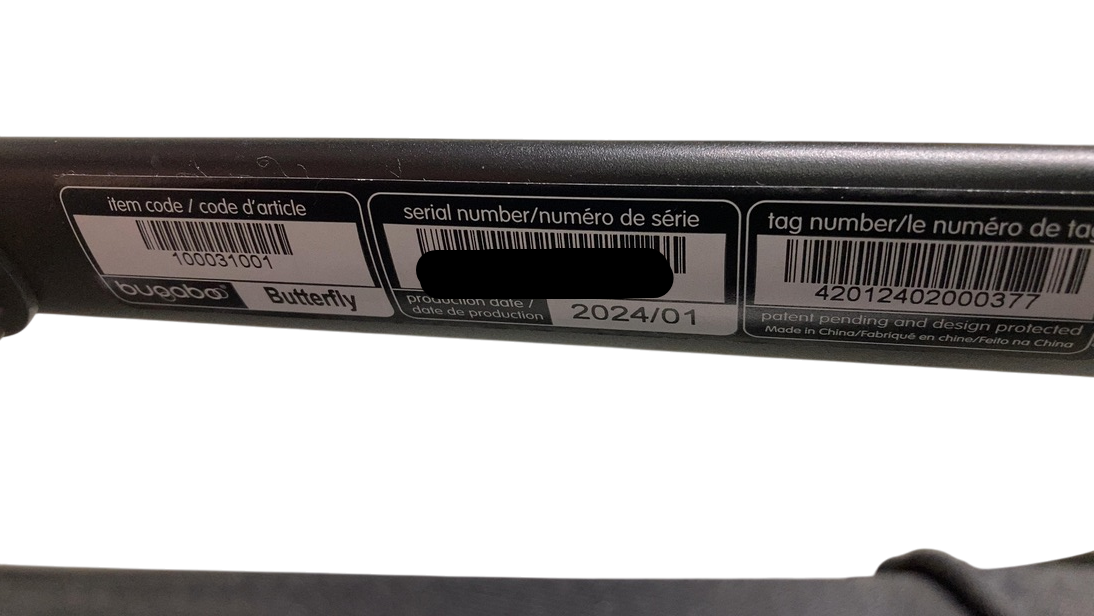 item code / code d'article
100031001
bugaboo® Butterfly
serial number/numéro de série
production date /
date de production
2024/01
tag number/le numéro de tag
42012402000377
patent pending and design protected
Made in China/Fabriqué en chine/Feito na China